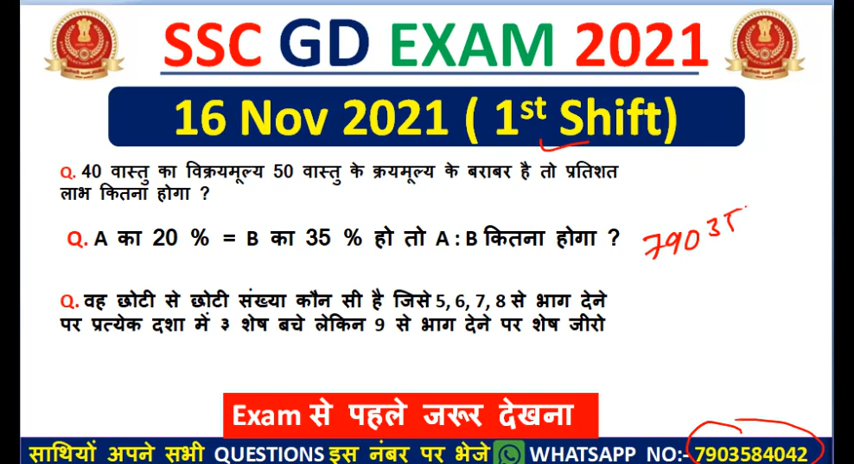 SSC GD EXAM 2021
16 Nov 2021 ( 1st Shift)
Q. 40 वास्तु का विक्रयमूल्य 50 वास्तु के क्रयमूल्य के बराबर है तो प्रतिशत
लाभ कितना होगा ?
Q. A का 20 % = B का 35 % हो तो A : B कितना होगा ?
79035
Q. वह छोटी से छोटी संख्या कौन सी है जिसे 5, 6, 7, 8 से भाग देने
पर प्रत्येक दशा में ३ शेष बचे लेकिन 9 से भाग देने पर शेष जीरो
Exam से पहले जरूर देखना
साथियों अपने सभी QUESTIONS इस नंबर पर भेजे WHATSAPP NO:- 7903584042